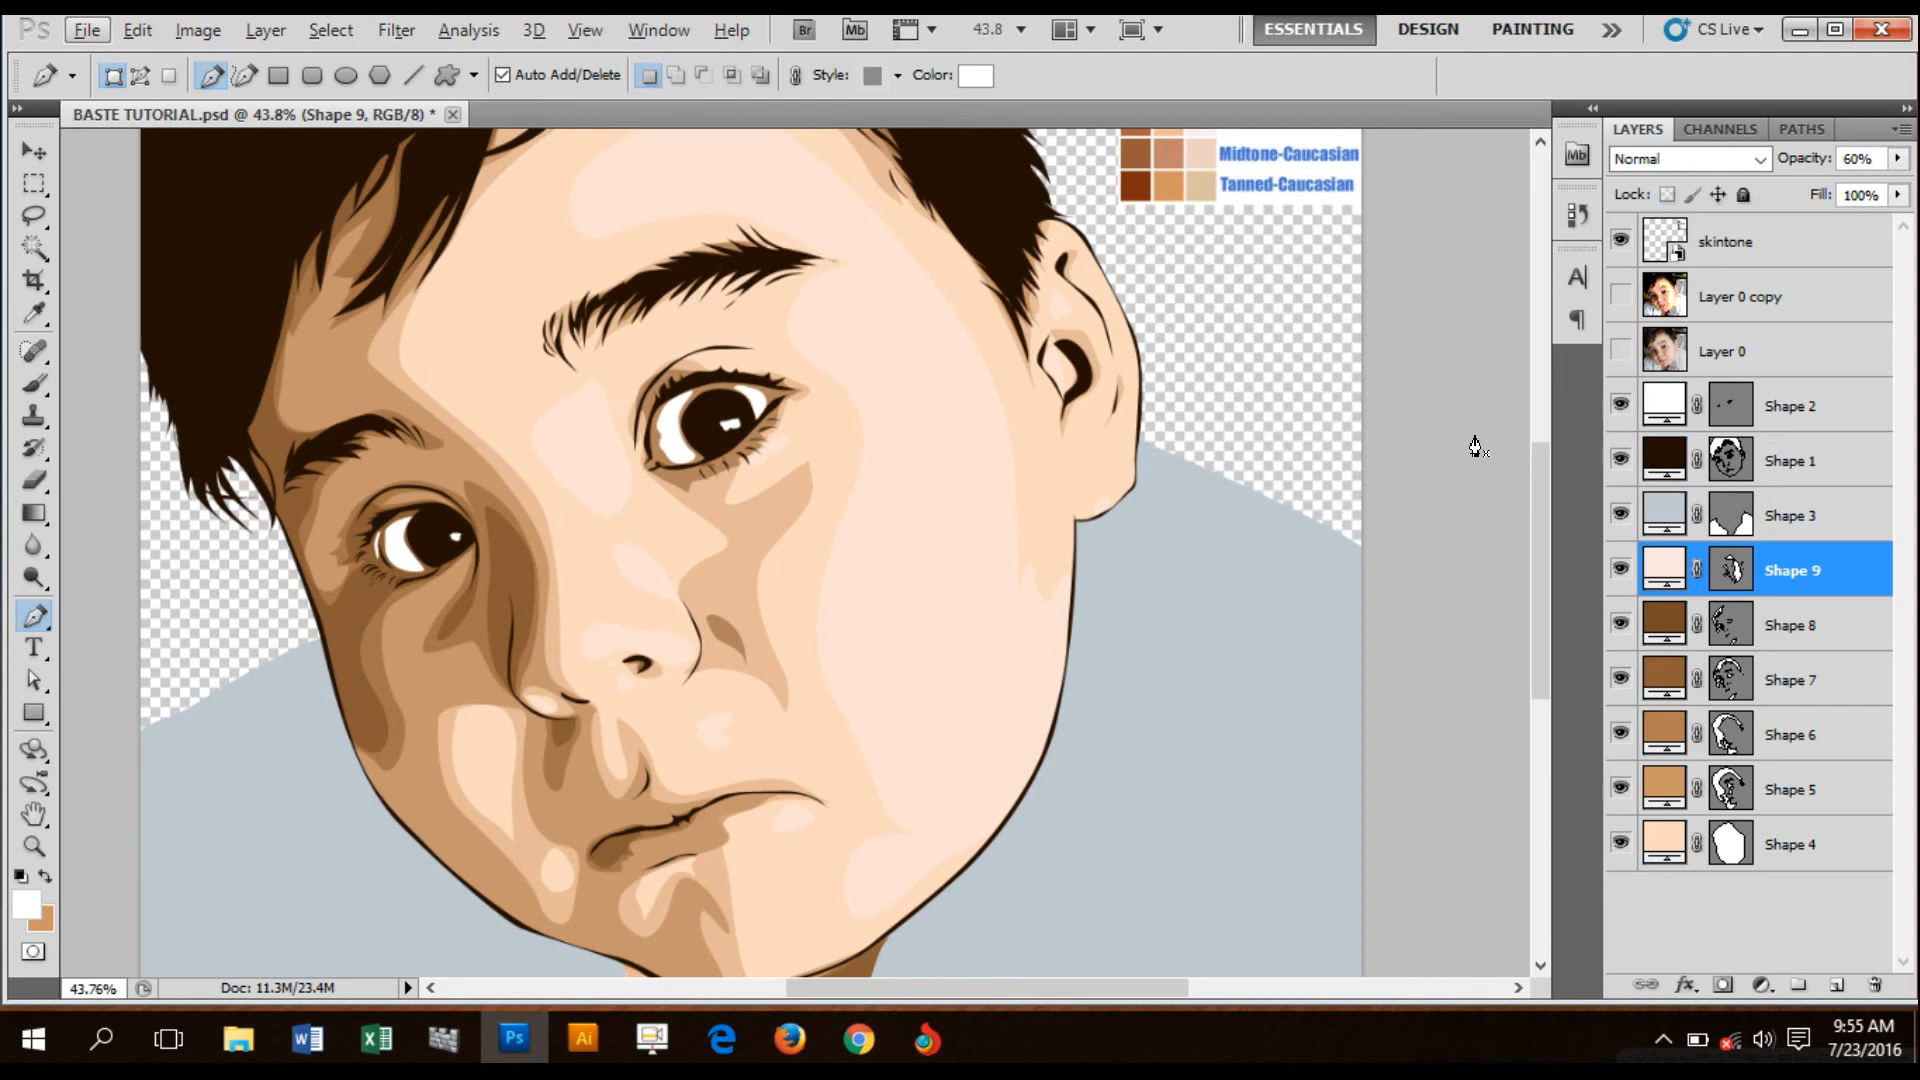 Ps File Edit Image Layer Select Filter Analysis 3D View Window Help Br Mb 43.8 ESSENTIALS DESIGN PAINTING CS Live
Auto Add/Delete Style: Color:
BASTE TUTORIAL.psd @ 43.8% (Shape 9, RGB/8) *
LAYERS CHANNELS PATHS
Mb
Normal Opacity: 60%
Lock: Fill: 100%
Midtone-Caucasian
Tanned-Caucasian
skintone
Layer 0 copy
Layer 0
Shape 2
Shape 1
Shape 3
Shape 9
Shape 8
Shape 7
Shape 6
Shape 5
Shape 4
A
T
fx
43.76% Doc: 11.3M/23.4M
Ps Ai
9:55 AM
7/23/2016